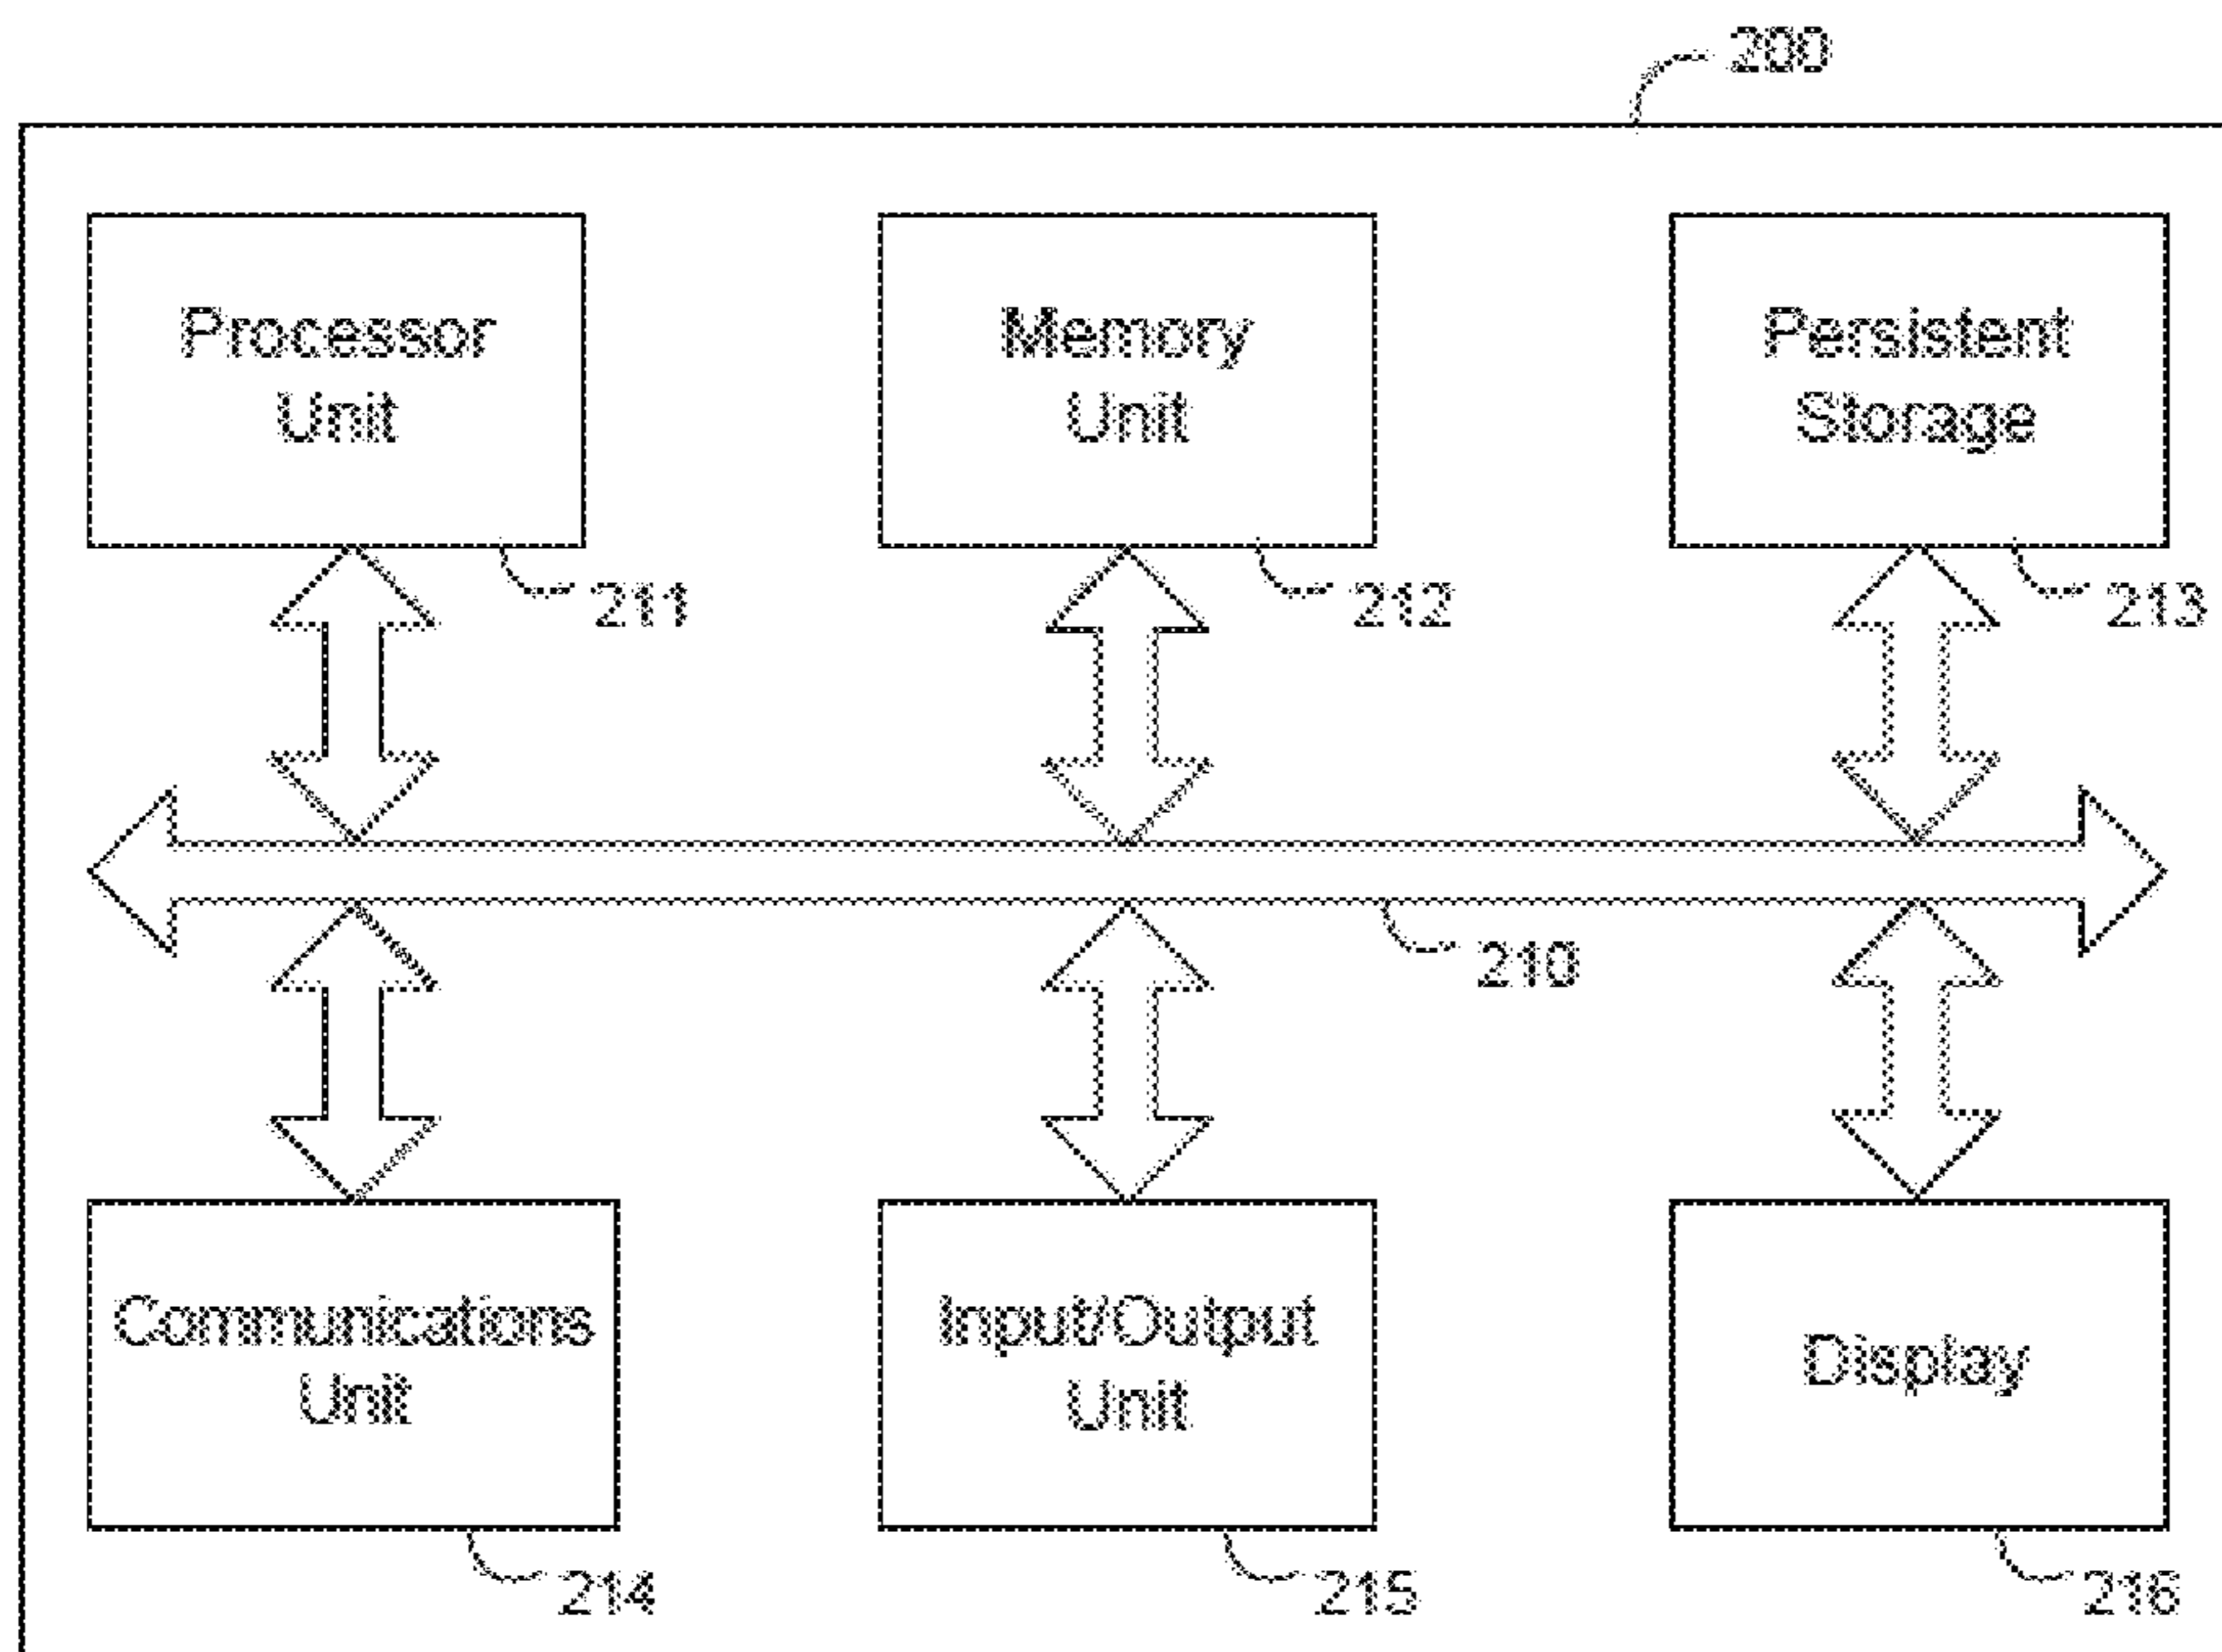 200
Processor
Unit
Memory
Unit
Persistent
Storage
211
212
213
210
Communications
Unit
Input/Output
Unit
Display
214
215
216